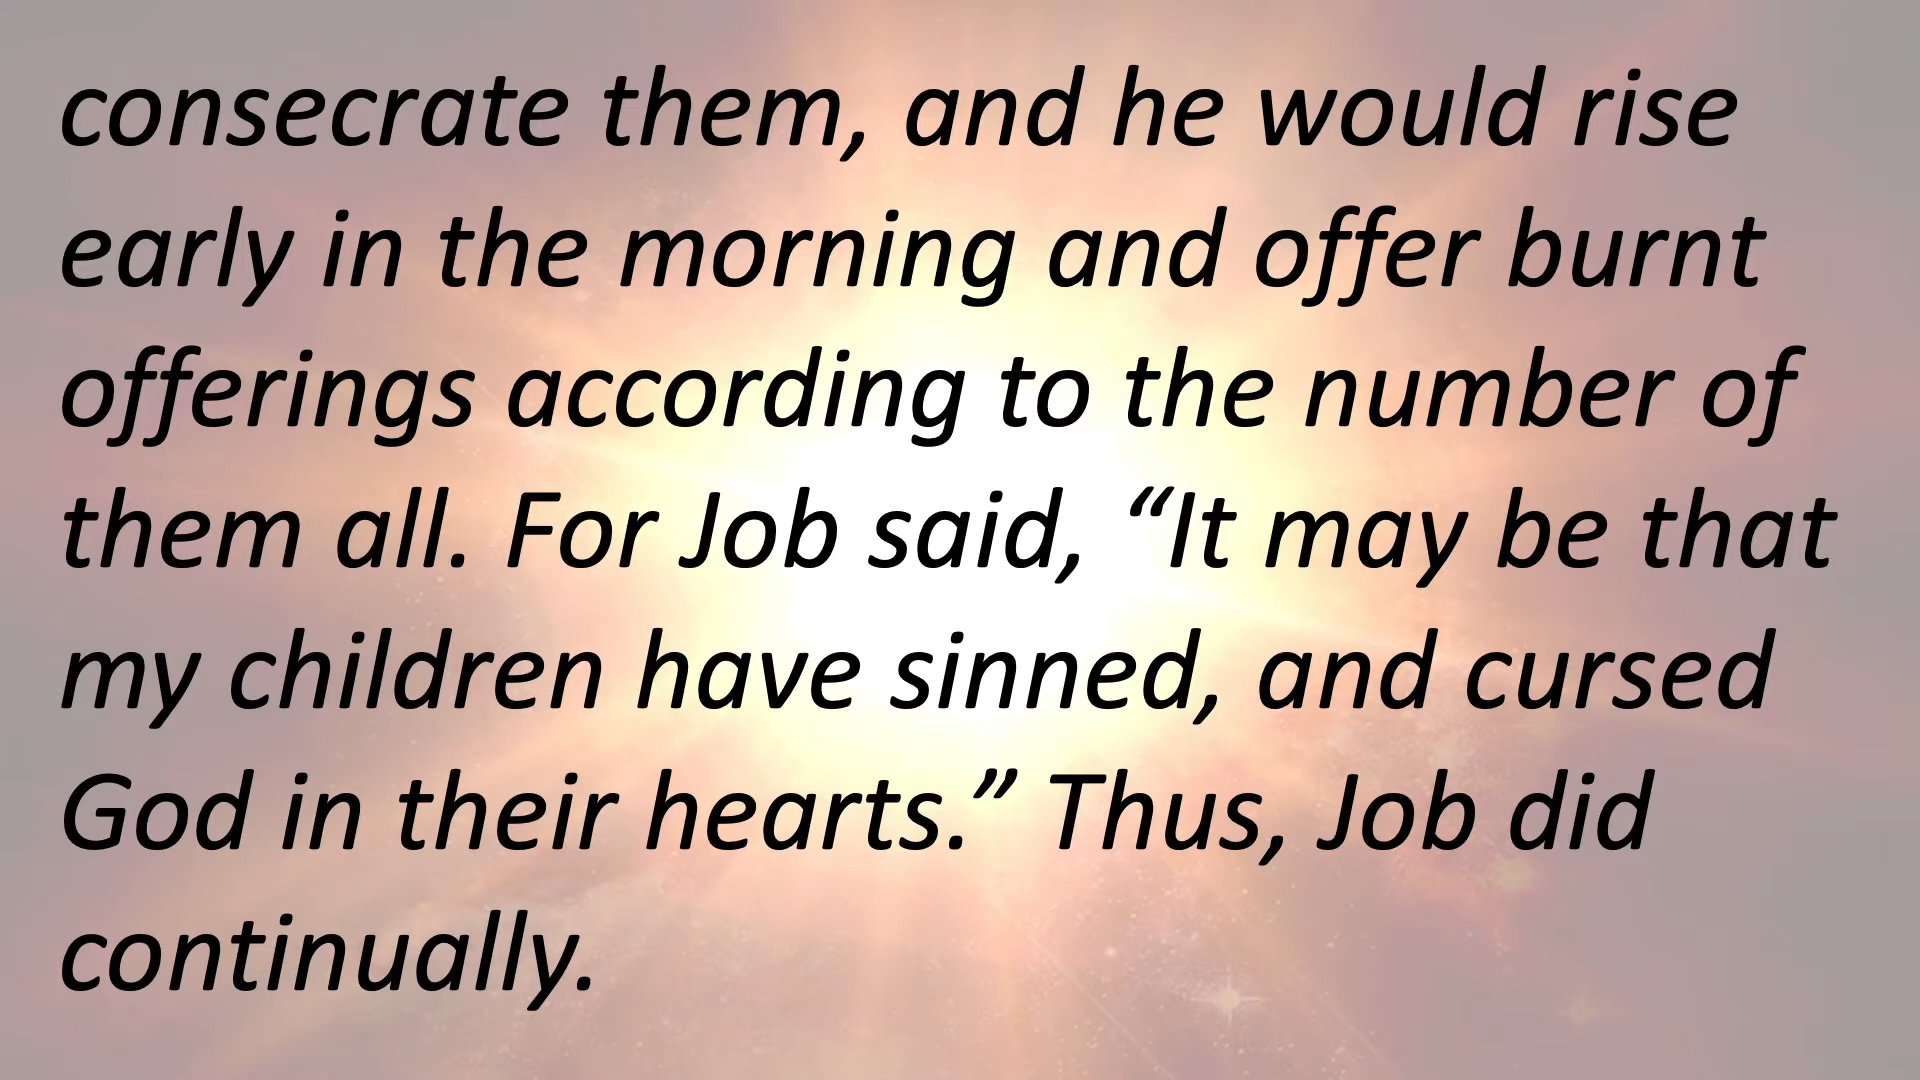 consecrate them, and he would rise
early in the morning and offer burnt
offerings according to the number of
them all. For Job said, “It may be that
my children have sinned, and cursed
God in their hearts.” Thus, Job did
continually.